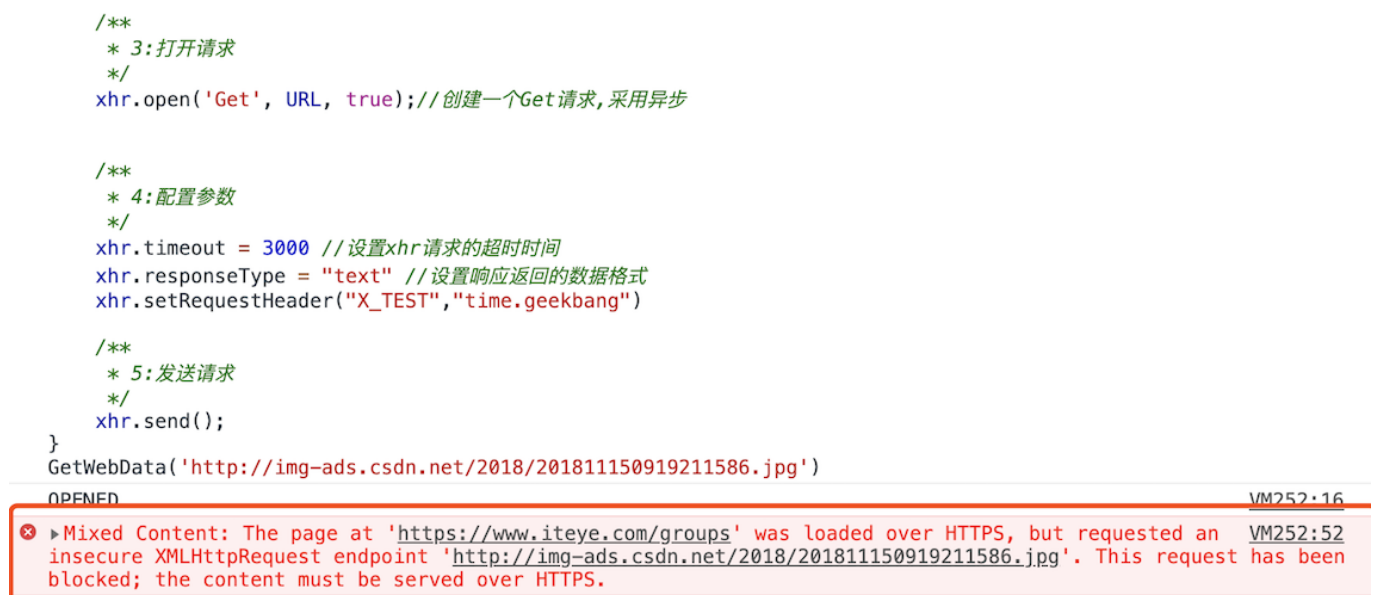 /**
* 3:打开请求
*/
xhr.open('Get', URL, true);//创建一个Get请求,采用异步
/**
* 4:配置参数
*/
xhr.timeout = 3000 //设置xhr请求的超时时间
xhr.responseType = "text" //设置响应返回的数据格式
xhr.setRequestHeader("X_TEST","time.geekbang")
/**
* 5:发送请求
*/
xhr.send();
}
GetWebData('http://img-ads.csdn.net/2018/201811150919211586.jpg')
OPENED VM252:16
Mixed Content: The page at 'https://www.iteye.com/groups' was loaded over HTTPS, but requested an VM252:52
insecure XMLHttpRequest endpoint 'http://img-ads.csdn.net/2018/201811150919211586.jpg'. This request has been
blocked; the content must be served over HTTPS.